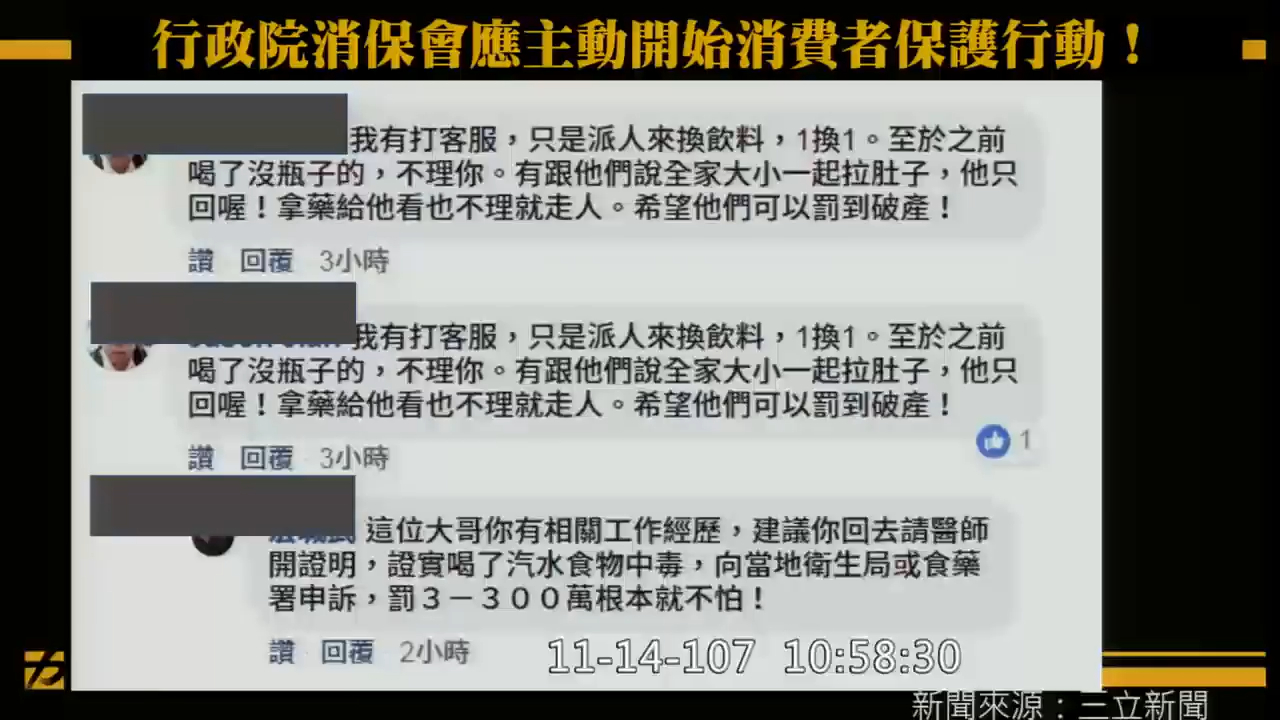 行政院消保會應主動開始消費者保護行動！
我有打客服，只是派人來換飲料，1換1。至於之前
喝了沒瓶子的，不理你。有跟他們說全家大小一起拉肚子，他只
回喔！拿藥給他看也不理就走人。希望他們可以罰到破產！
讚 回覆 3小時
我有打客服，只是派人來換飲料，1換1。至於之前
喝了沒瓶子的，不理你。有跟他們說全家大小一起拉肚子，他只
回喔！拿藥給他看也不理就走人。希望他們可以罰到破產！
1
讚 回覆 3小時
這位大哥你有相關工作經歷，建議你回去請醫師
開證明，證實喝了汽水食物中毒，向當地衛生局或食藥
署申訴，罰３－３００萬根本就不怕！
讚 回覆 2小時
11-14-107 10:58:30
新聞來源：三立新聞